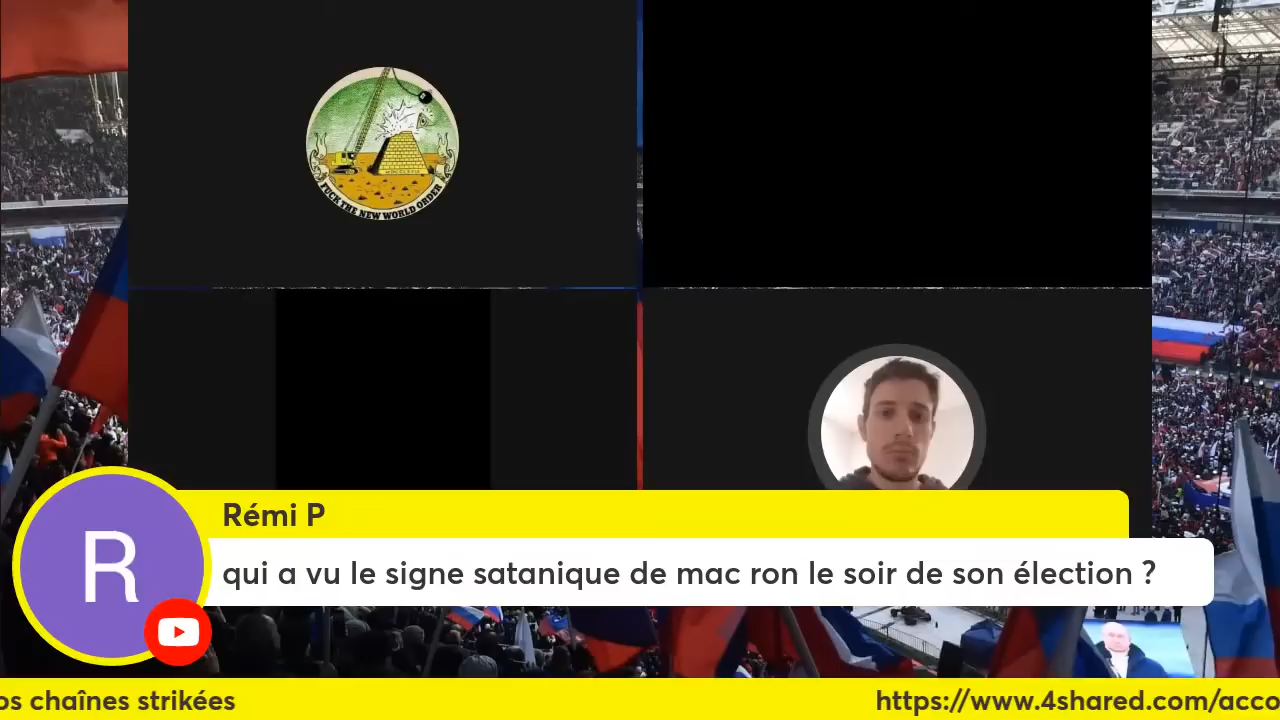 FUCK THE NEW WORLD ORDER
Rémi P
R
qui a vu le signe satanique de mac ron le soir de son élection ?
os chaînes strikées
https://www.4shared.com/acco